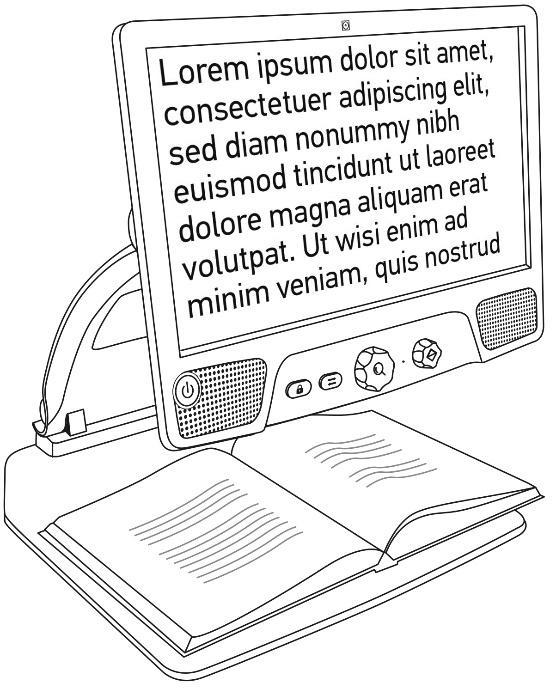 Lorem ipsum dolor sit amet,
consectetuer adipiscing elit,
sed diam nonummy nibh
euismod tincidunt ut laoreet
dolore magna aliquam erat
volutpat. Ut wisi enim ad
minim veniam, quis nostrud